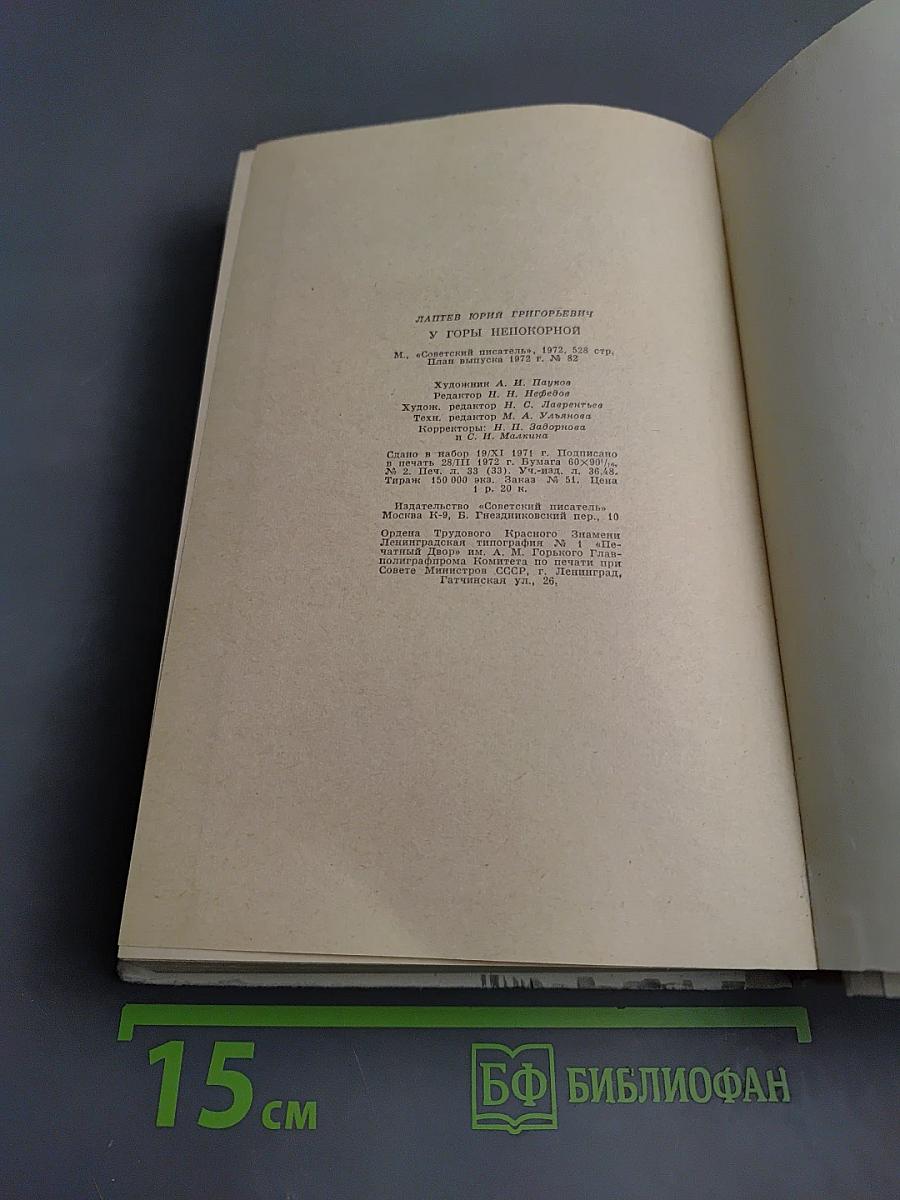 ЛАПТЕВ ЮРИЙ ГРИГОРЬЕВИЧ
У ГОРЫ НЕПОКОРНОЙ
М., «Советский писатель», 1972, 528 стр.
План выпуска 1972 г. № 82
Художник А. И. Пауков
Редактор Н. Н. Нефедов
Худож. редактор Н. С. Лаврентьев
Техн. редактор М. А. Ульянова
Корректоры: Н. П. Задорнова
и С. И. Малкина
Сдано в набор 19/XI 1971 г. Подписано
в печать 28/III 1972 г. Бумага 60×90¹/₁₆,
№ 2. Печ. л. 33 (33). Уч.-изд. л. 36,48.
Тираж 150 000 экз. Заказ № 51. Цена
1 р. 20 к.
Издательство «Советский писатель»
Москва К-9, Б. Гнездниковский пер., 10
Ордена Трудового Красного Знамени
Ленинградская типография № 1 «Пе-
чатный Двор» им. А. М. Горького Глав-
полиграфпрома Комитета по печати при
Совете Министров СССР, г. Ленинград,
Гатчинская ул., 26,
15 см
БФ БИБЛИОФАН